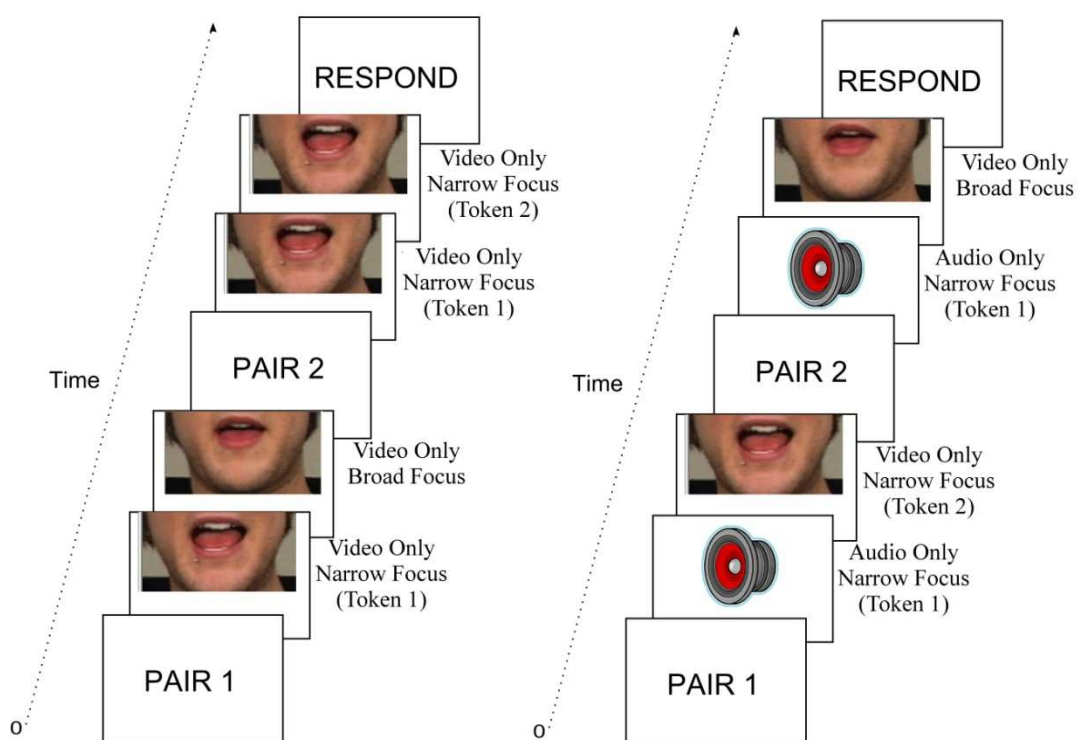 RESPOND
Video Only
Narrow Focus
(Token 2)
Video Only
Narrow Focus
(Token 1)
PAIR 2
Time
Video Only
Broad Focus
Video Only
Narrow Focus
(Token 1)
PAIR 1
0
RESPOND
Video Only
Broad Focus
Audio Only
Narrow Focus
(Token 1)
PAIR 2
Time
Video Only
Narrow Focus
(Token 2)
Audio Only
Narrow Focus
(Token 1)
PAIR 1
0